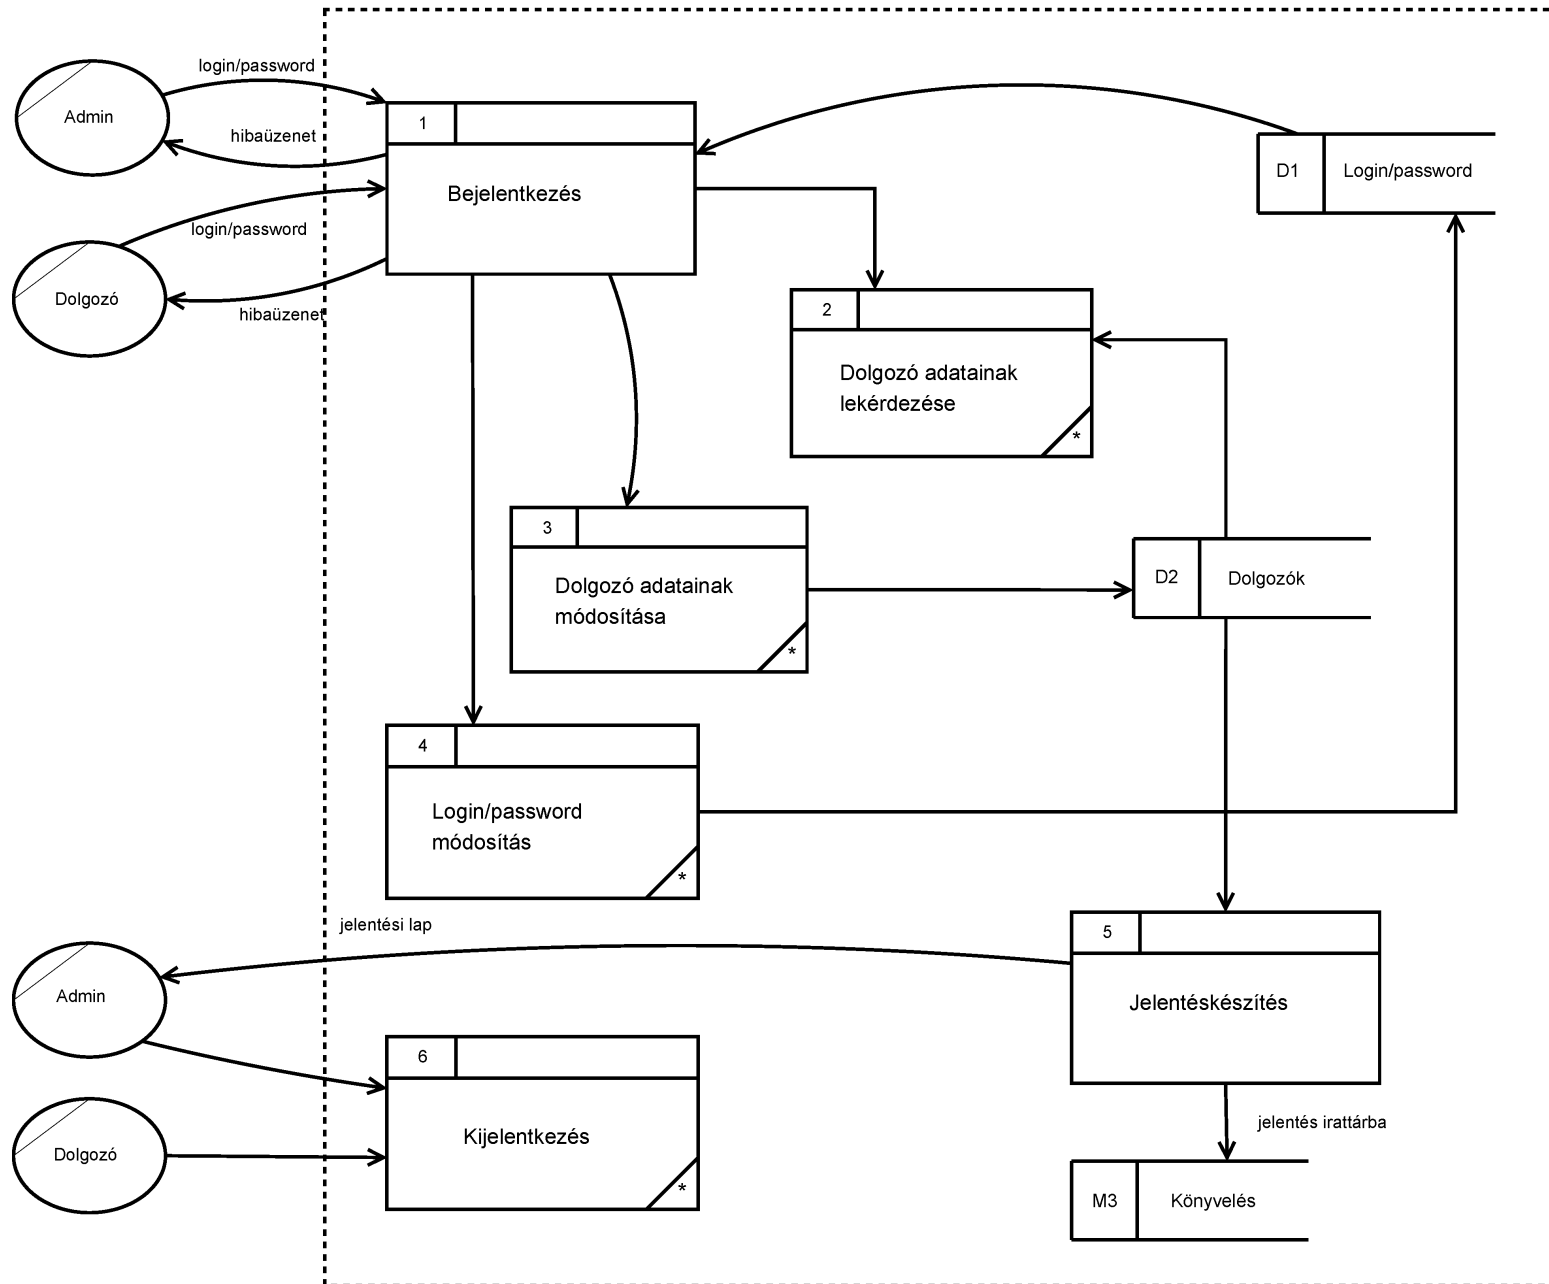 login/password
Admin
1
hibaüzenet
D1
Login/password
Bejelentkezés
login/password
Dolgozó
hibaüzenet
2
Dolgozó adatainak
lekérdezése
*
3
D2
Dolgozók
Dolgozó adatainak
módosítása
*
4
Login/password
módosítás
*
jelentési lap
5
Admin
Jelentéskészítés
6
jelentés irattárba
Kijelentkezés
Dolgozó
*
M3
Könyvelés